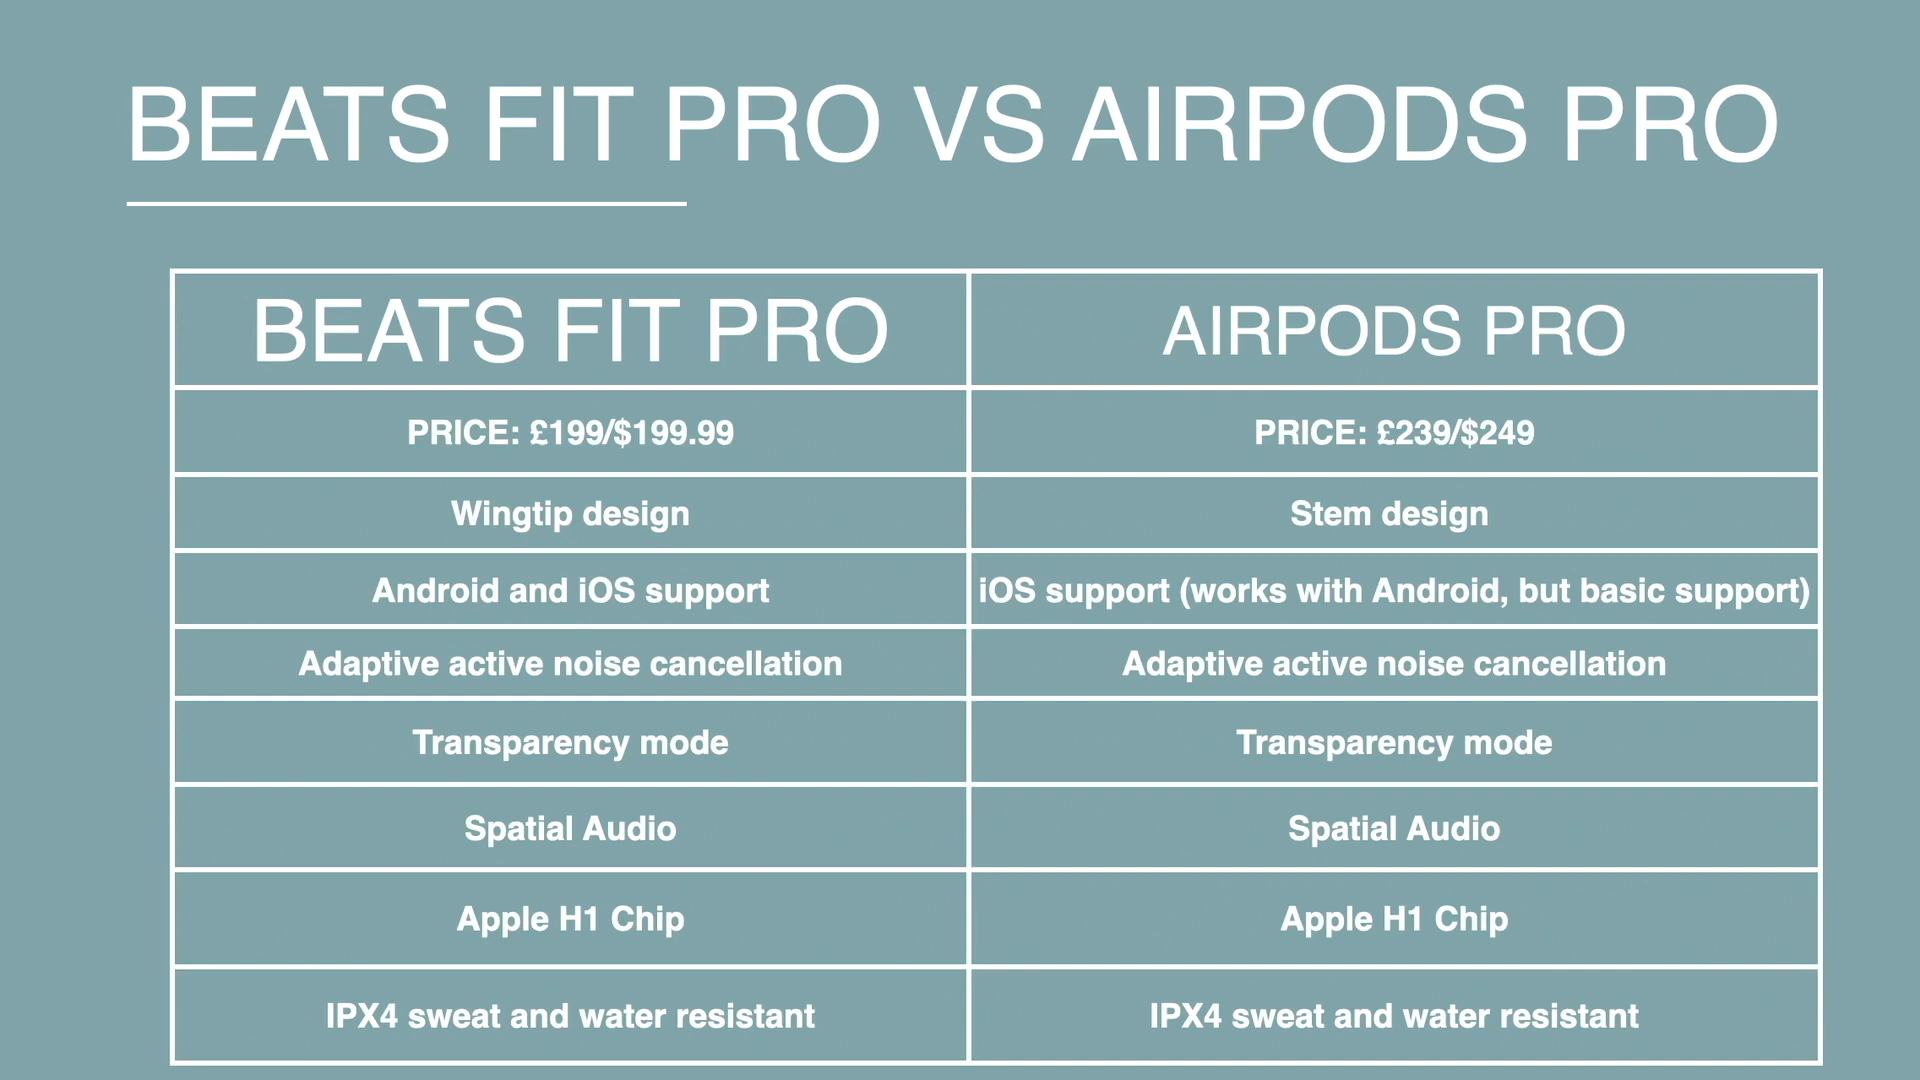 BEATS FIT PRO VS AIRPODS PRO
BEATS FIT PRO
AIRPODS PRO
PRICE: £199/$199.99
PRICE: £239/$249
Wingtip design
Stem design
Android and iOS support
iOS support (works with Android, but basic support)
Adaptive active noise cancellation
Adaptive active noise cancellation
Transparency mode
Transparency mode
Spatial Audio
Spatial Audio
Apple H1 Chip
Apple H1 Chip
IPX4 sweat and water resistant
IPX4 sweat and water resistant